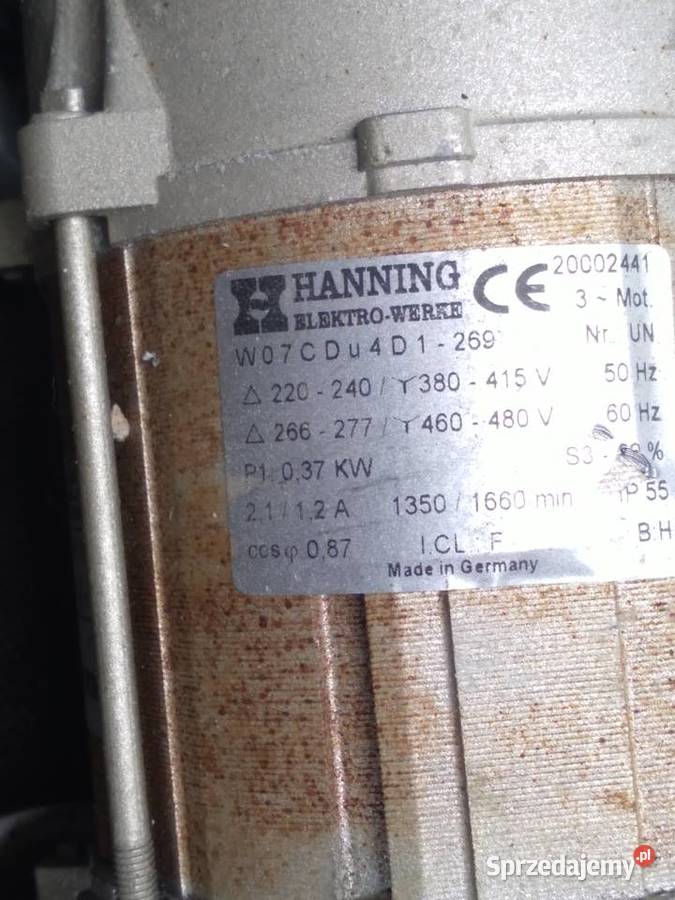 HANNING CE 20002441
ELEKTRO-WERKE 3 ~ Mot.
W07CDu4D1-269 Nr. UN
△ 220 - 240 / Y 380 - 415 V 50 Hz
△ 266 - 277 / Y 460 - 480 V 60 Hz
P1 0,37 KW S3 - %
2,1 / 1,2 A 1350 / 1660 min IP 55
cosφ 0,87 I.CL. F B H
Made in Germany
Sprzedajemy.pl